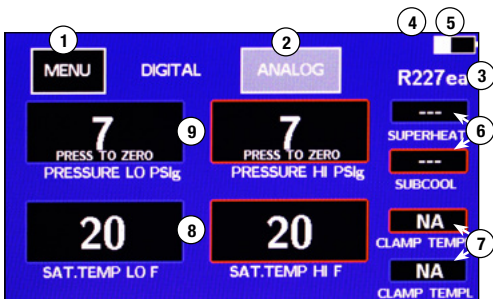 1
2
4
5
MENU
DIGITAL
ANALOG
R227ea
3
7
PRESS TO ZERO
PRESSURE LO PSIg
9
7
PRESS TO ZERO
PRESSURE HI PSIg
---
SUPERHEAT
6
---
SUBCOOL
20
SAT.TEMP LO F
8
20
SAT.TEMP HI F
NA
CLAMP TEMPL
7
NA
CLAMP TEMPL